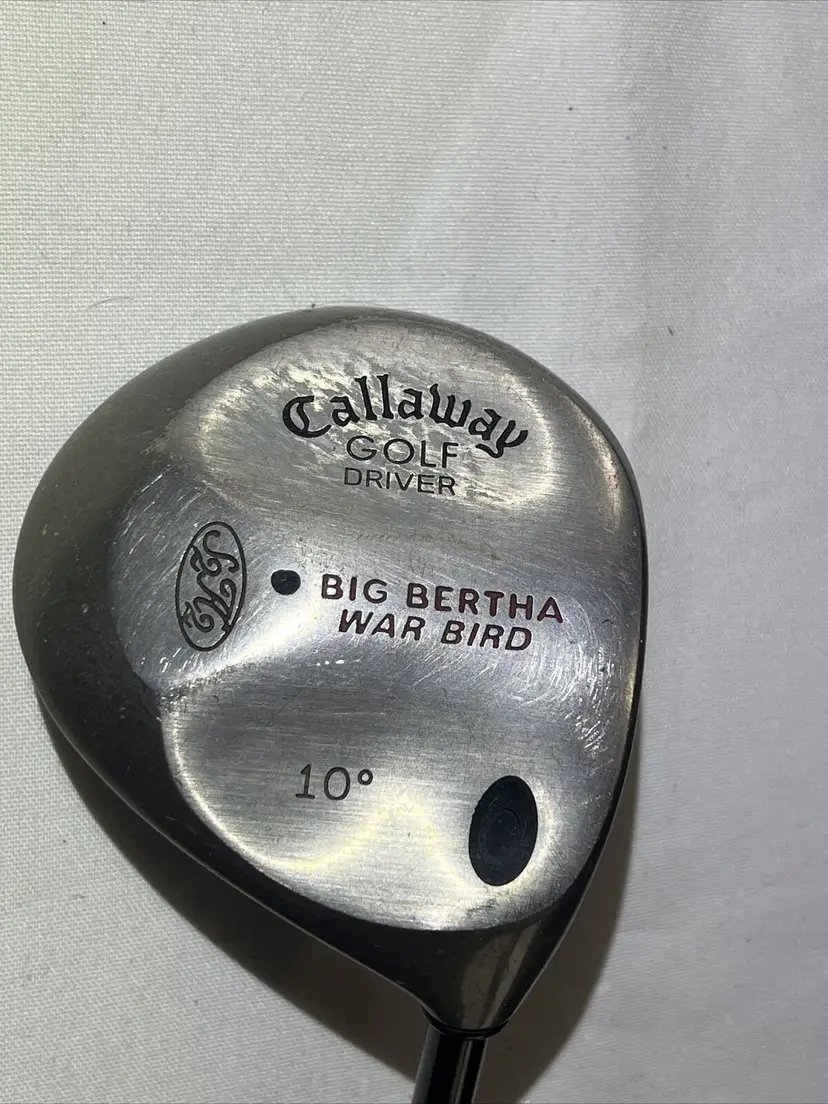 Callaway
GOLF
DRIVER
BIG BERTHA
WAR BIRD
10°